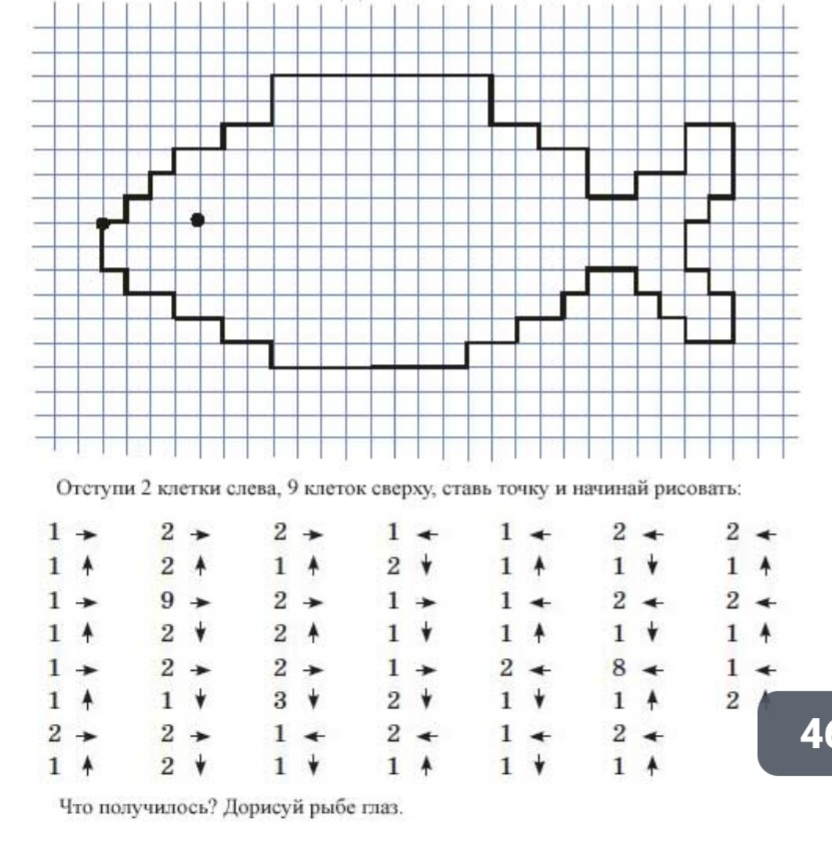 Отступи 2 клетки слева, 9 клеток сверху, ставь точку и начинай рисовать:
1 → 2 → 2 → 1 ← 1 ← 2 ← 2 ←
1 ↑ 2 ↑ 1 ↑ 2 ↓ 1 ↑ 1 ↓ 1 ↑
1 → 9 → 2 → 1 → 1 ← 2 ← 2 ←
1 ↑ 2 ↓ 2 ↑ 1 ↓ 1 ↑ 1 ↓ 1 ↑
1 → 2 → 2 → 1 → 2 ← 8 ← 1 ←
1 ↑ 1 ↓ 3 ↓ 2 ↓ 1 ↓ 1 ↑ 2 ↑
2 → 2 → 1 ← 2 ← 1 ← 2 ←
1 ↑ 2 ↓ 1 ↓ 1 ↑ 1 ↓ 1 ↑
Что получилось? Дорисуй рыбе глаз.